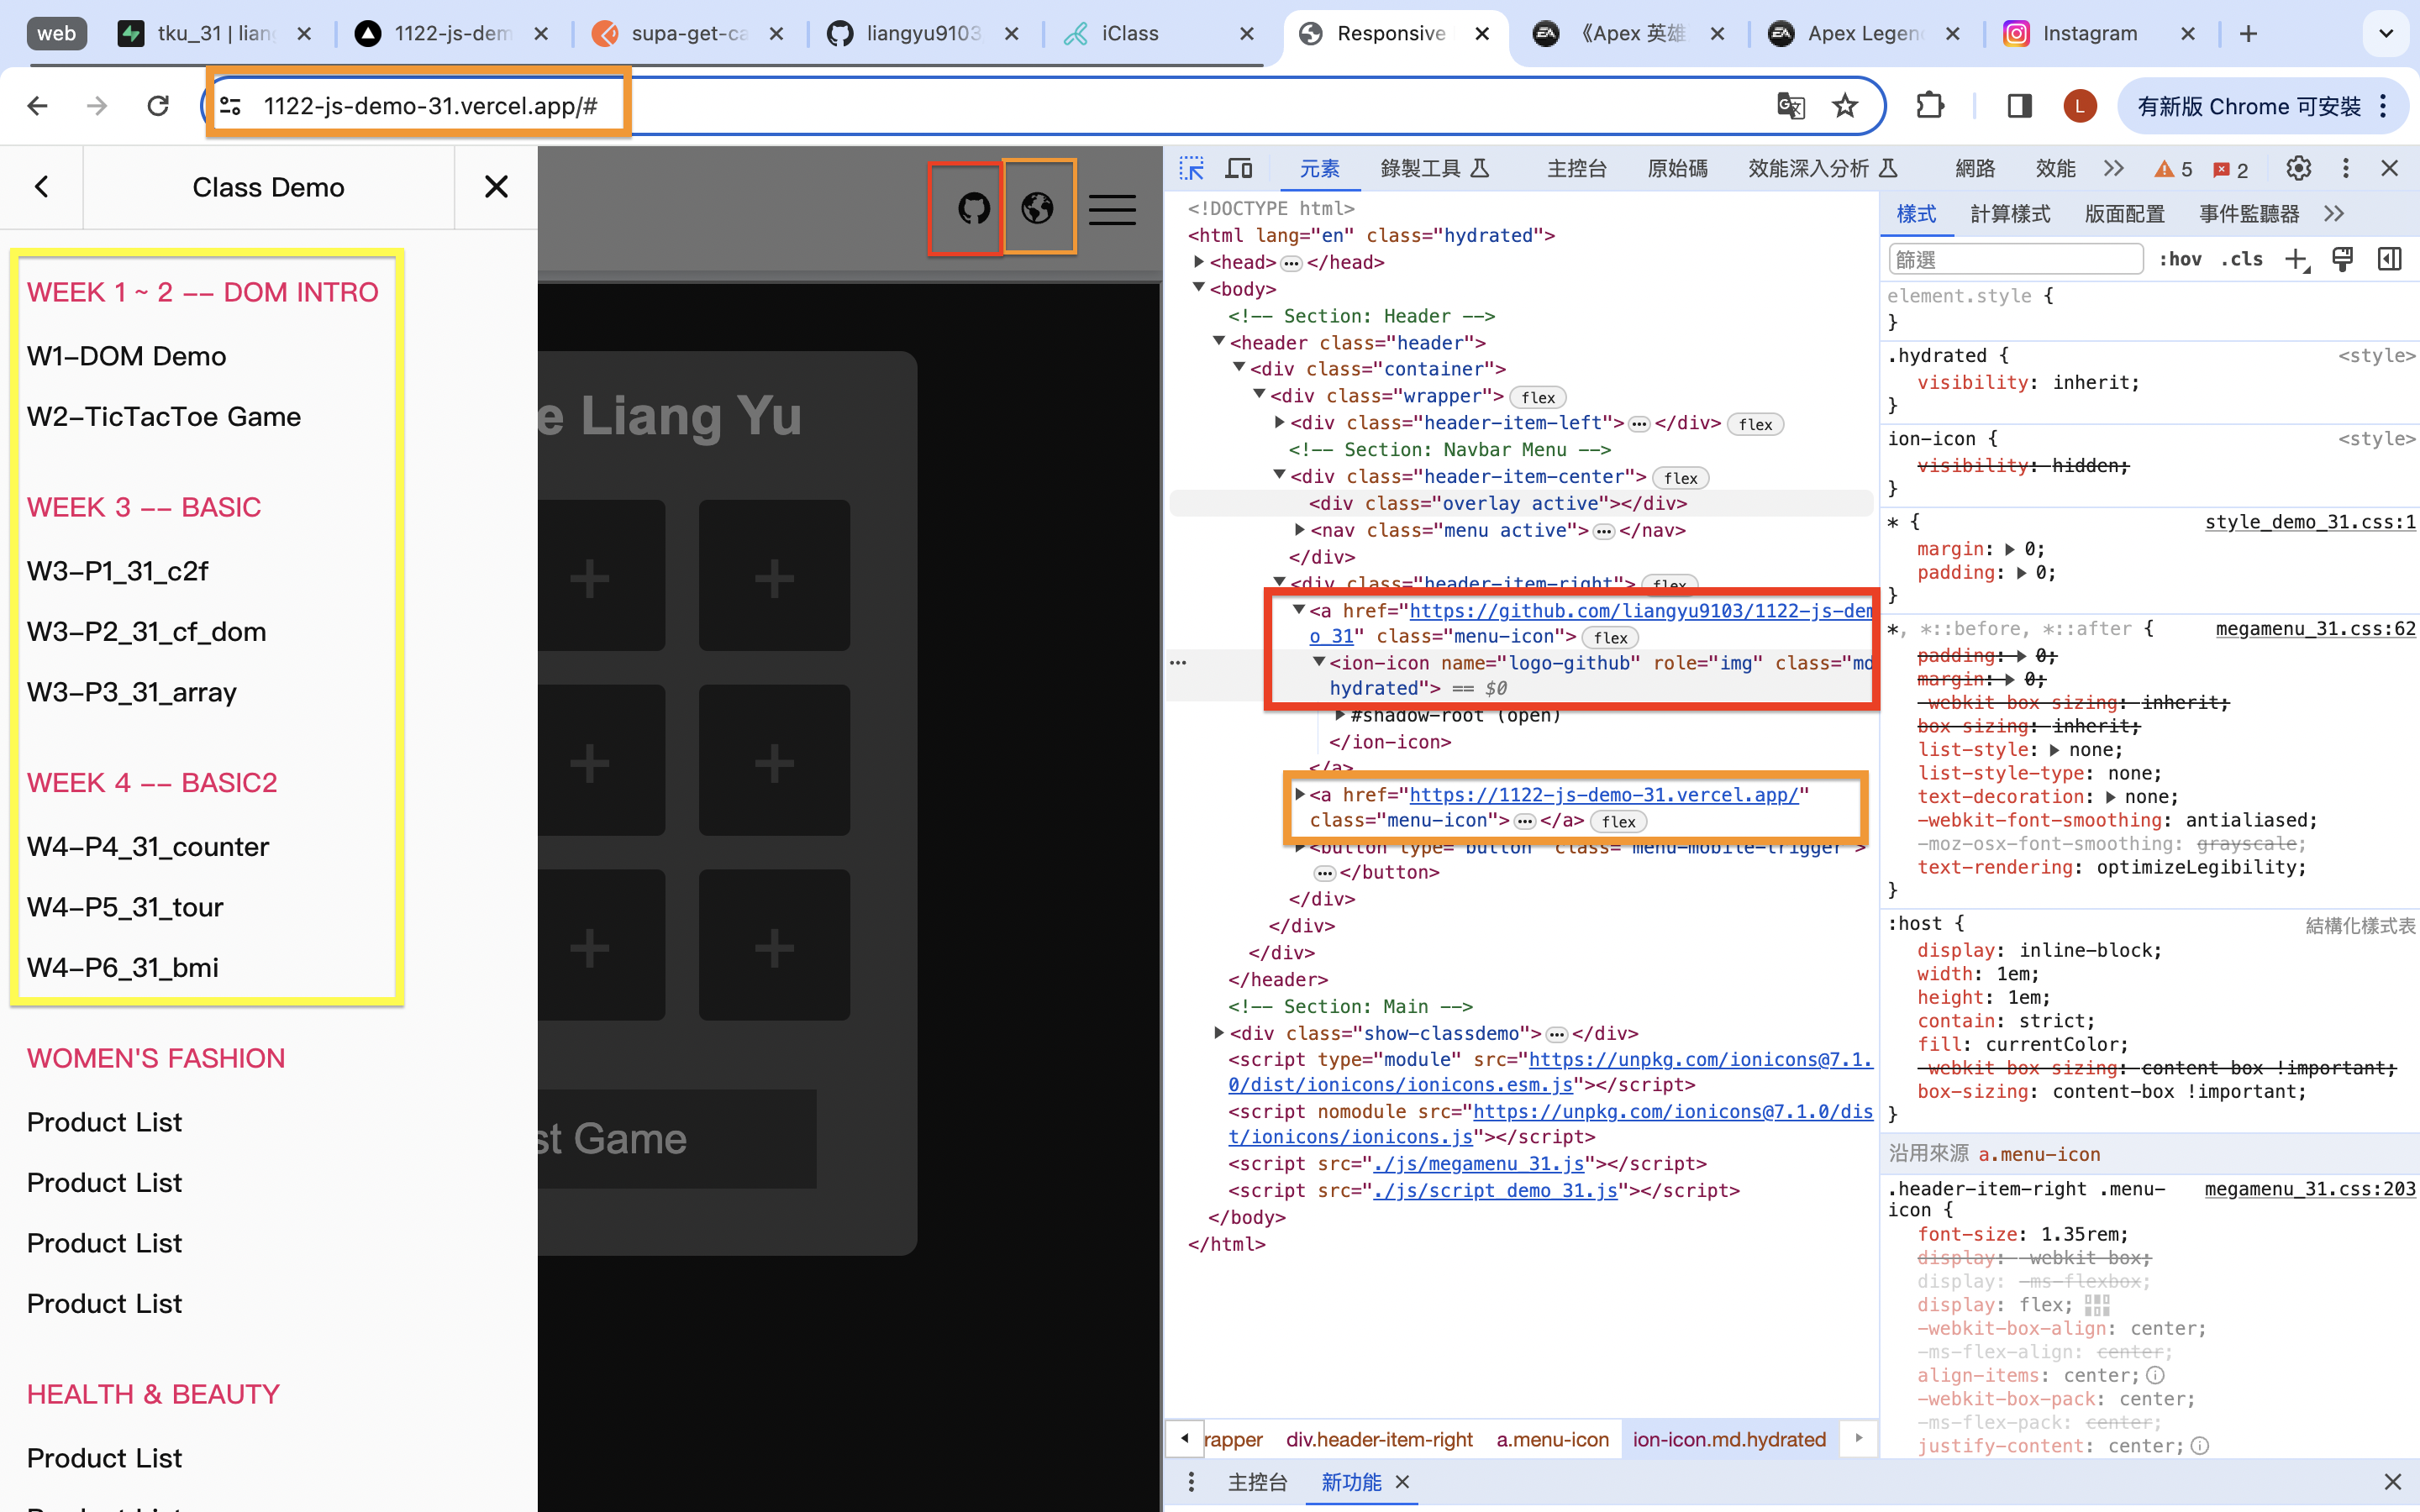 web
tku_31 | lian
1122-js-dem
supa-get-ca
liangyu9103
iClass
Responsive
《Apex 英雄
Apex Legen
Instagram
1122-js-demo-31.vercel.app/#
L
有新版 Chrome 可安裝
Class Demo
WEEK 1 ~ 2 -- DOM INTRO
W1-DOM Demo
W2-TicTacToe Game
WEEK 3 -- BASIC
W3-P1_31_c2f
W3-P2_31_cf_dom
W3-P3_31_array
WEEK 4 -- BASIC2
W4-P4_31_counter
W4-P5_31_tour
W4-P6_31_bmi
WOMEN'S FASHION
Product List
Product List
Product List
Product List
HEALTH & BEAUTY
Product List
e Liang Yu
+ +
+ +
+ +
st Game
元素 錄製工具 主控台 原始碼 效能深入分析 網路 效能 5 2
<!DOCTYPE html>
<html lang="en" class="hydrated">
<head> ... </head>
<body>
<!-- Section: Header -->
<header class="header">
<div class="container">
<div class="wrapper"> flex
<div class="header-item-left"> ... </div> flex
<!-- Section: Navbar Menu -->
<div class="header-item-center"> flex
<div class="overlay active"></div>
<nav class="menu active"> ... </nav>
</div>
<div class="header-item-right"> flex
<a href="https://github.com/liangyu9103/1122-js-dem
o_31" class="menu-icon"> flex
<ion-icon name="logo-github" role="img" class="md
hydrated"> == $0
#shadow-root (open)
</ion-icon>
</a>
<a href="https://1122-js-demo-31.vercel.app/"
class="menu-icon"> ... </a> flex
<button type="button" class="menu-mobile-trigger">
... </button>
</div>
</div>
</div>
</header>
<!-- Section: Main -->
<div class="show-classdemo"> ... </div>
<script type="module" src="https://unpkg.com/ionicons@7.1.
0/dist/ionicons/ionicons.esm.js"></script>
<script nomodule src="https://unpkg.com/ionicons@7.1.0/dis
t/ionicons/ionicons.js"></script>
<script src="./js/megamenu_31.js"></script>
<script src="./js/script_demo_31.js"></script>
</body>
</html>
rapper div.header-item-right a.menu-icon ion-icon.md.hydrated
主控台 新功能
樣式 計算樣式 版面配置 事件監聽器
篩選 :hov .cls
element.style {
}
.hydrated { <style>
visibility: inherit;
}
ion-icon { <style>
visibility: hidden;
}
* { style_demo_31.css:1
margin: 0;
padding: 0;
}
*, *::before, *::after { megamenu_31.css:62
padding: 0;
margin: 0;
-webkit-box-sizing: inherit;
box-sizing: inherit;
list-style: none;
list-style-type: none;
text-decoration: none;
-webkit-font-smoothing: antialiased;
-moz-osx-font-smoothing: grayscale;
text-rendering: optimizeLegibility;
}
:host { 結構化樣式表
display: inline-block;
width: 1em;
height: 1em;
contain: strict;
fill: currentColor;
-webkit-box-sizing: content-box !important;
box-sizing: content-box !important;
}
沿用來源 a.menu-icon
.header-item-right .menu- megamenu_31.css:203
icon {
font-size: 1.35rem;
display: -webkit-box;
display: -ms-flexbox;
display: flex;
-webkit-box-align: center;
-ms-flex-align: center;
align-items: center;
-webkit-box-pack: center;
-ms-flex-pack: center;
justify-content: center;